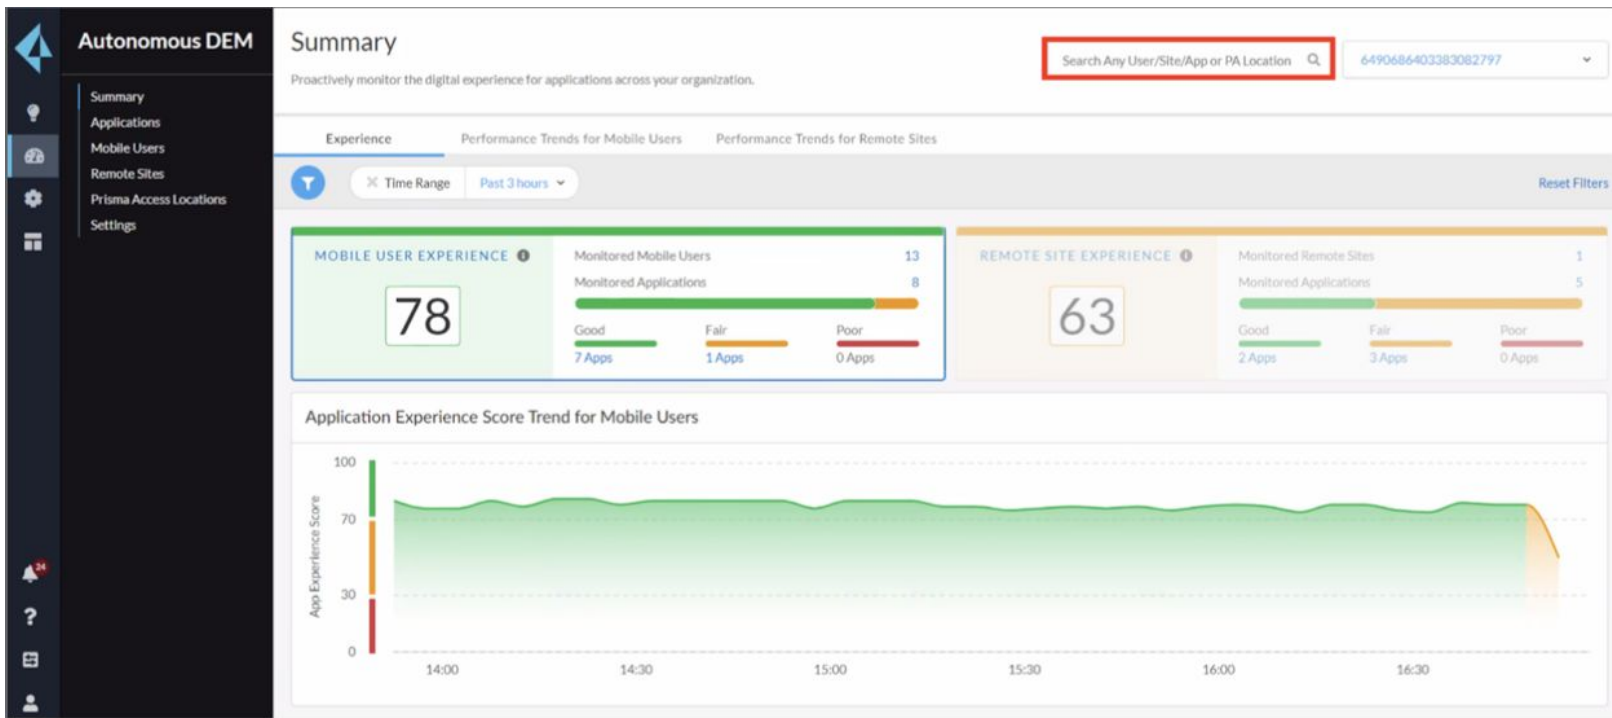 Autonomous DEM
Summary
Applications
Mobile Users
Remote Sites
Prisma Access Locations
Settings
24
?
Summary
Proactively monitor the digital experience for applications across your organization.
Search Any User/Site/App or PA Location
6490686403383082797
Experience
Performance Trends for Mobile Users
Performance Trends for Remote Sites
Time Range
Past 3 hours
Reset Filters
MOBILE USER EXPERIENCE
78
Monitored Mobile Users 13
Monitored Applications 8
Good Fair Poor
7 Apps 1 Apps 0 Apps
REMOTE SITE EXPERIENCE
63
Monitored Remote Sites 1
Monitored Applications 5
Good Fair Poor
2 Apps 3 Apps 0 Apps
Application Experience Score Trend for Mobile Users
App Experience Score
100
70
30
0
14:00 14:30 15:00 15:30 16:00 16:30